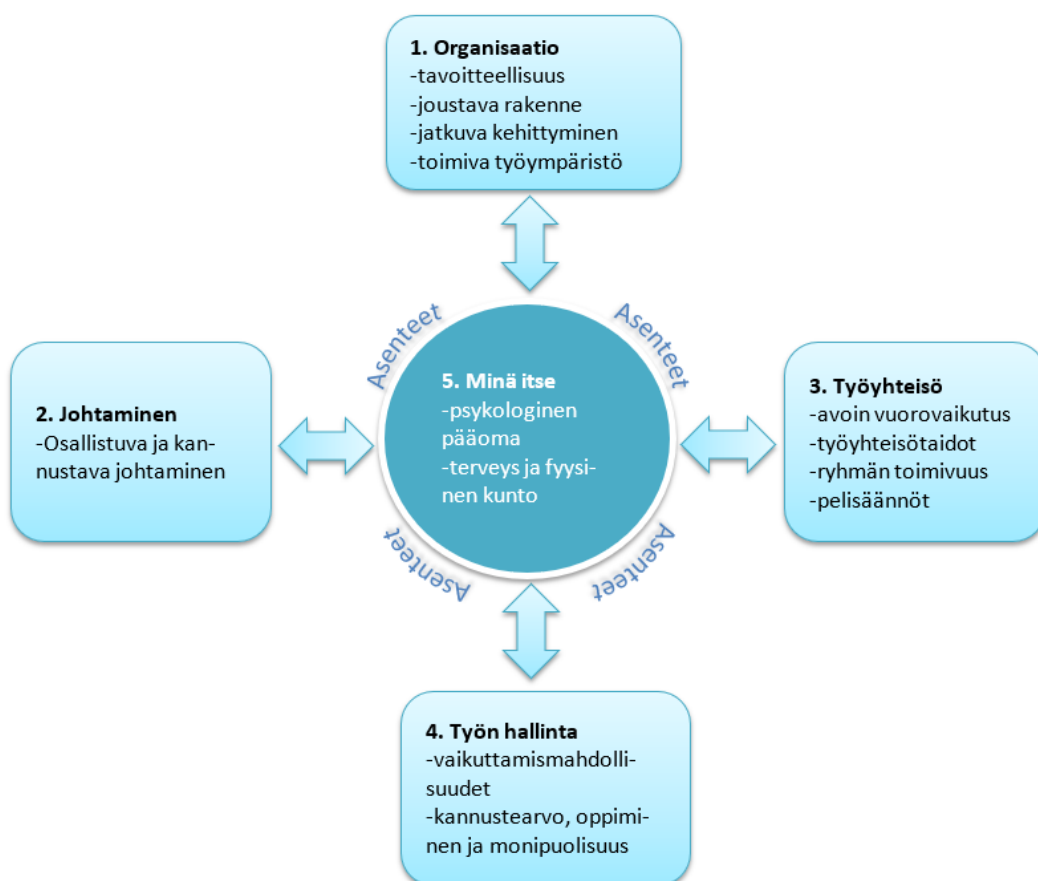 1. Organisaatio
-tavoitteellisuus
-joustava rakenne
-jatkuva kehittyminen
-toimiva työympäristö
Asenteet
Asenteet
2. Johtaminen
-Osallistuva ja kan-
nustava johtaminen
5. Minä itse
-psykologinen
pääoma
-terveys ja fyysi-
nen kunto
3. Työyhteisö
-avoin vuorovaikutus
-työyhteisötaidot
-ryhmän toimivuus
-pelisäännöt
Asenteet
Asenteet
4. Työn hallinta
-vaikuttamismahdolli-
suudet
-kannustearvo, oppimi-
nen ja monipuolisuus